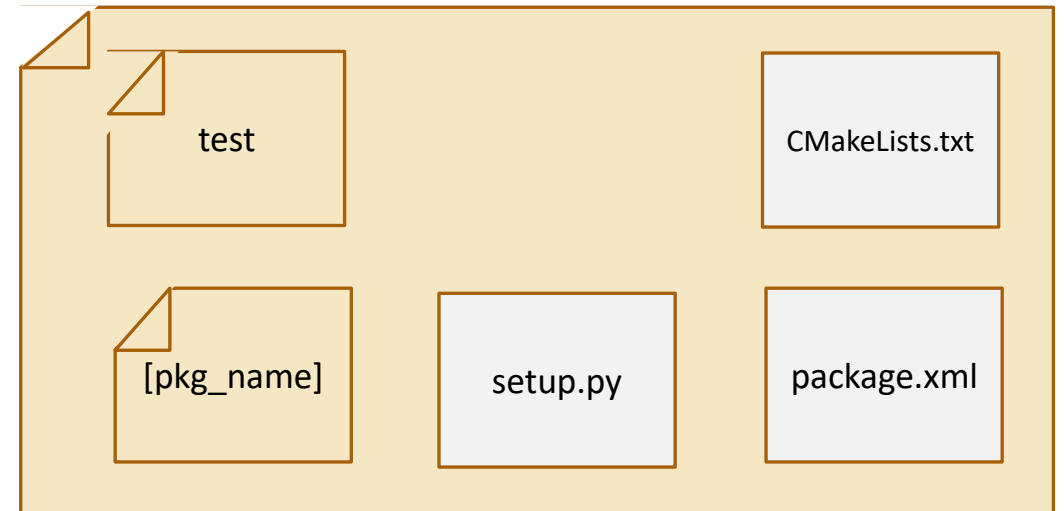 test
CMakeLists.txt
[pkg_name]
setup.py
package.xml